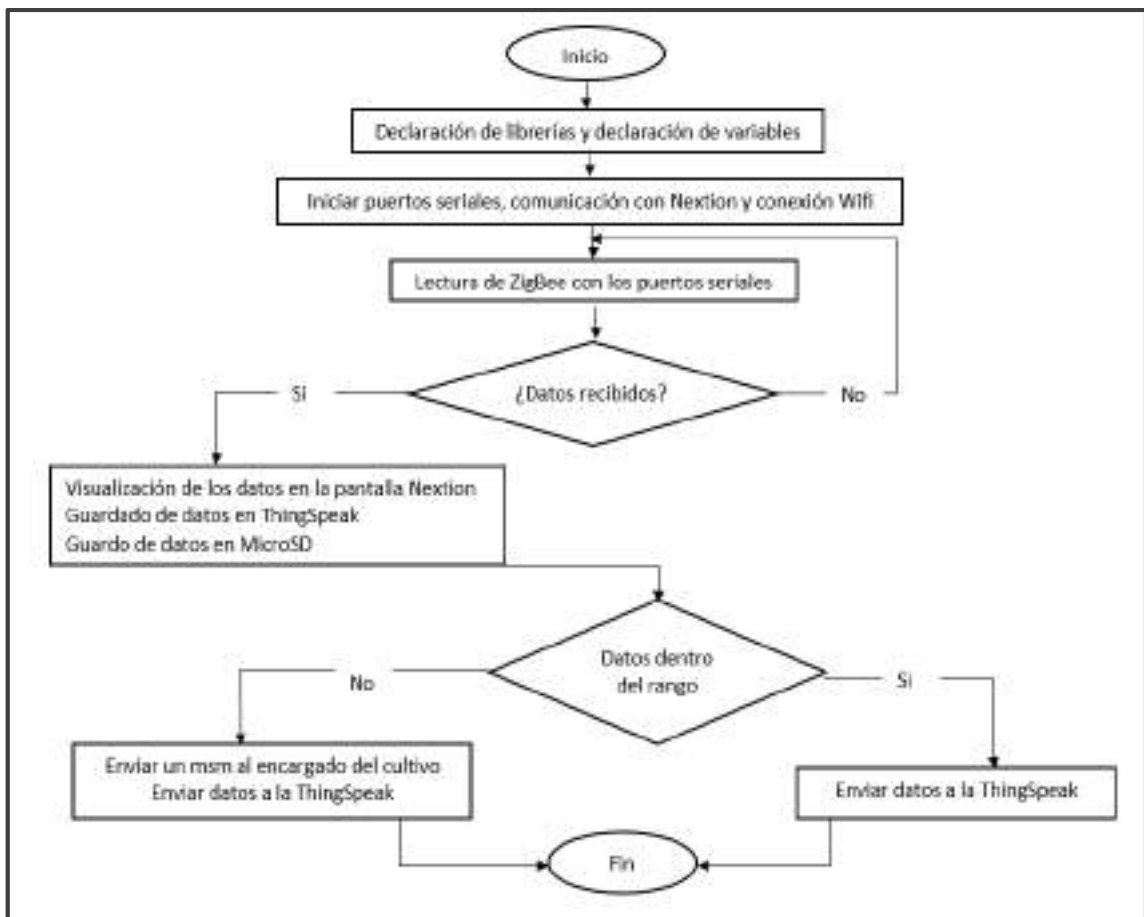 Inicio
Declaración de librerías y declaración de variables
Iniciar puertos seriales, comunicación con Nextion y conexión Wifi
Lectura de ZigBee con los puertos seriales
¿Datos recibidos?
Si
No
Visualización de los datos en la pantalla Nextion
Guardado de datos en ThingSpeak
Guardo de datos en MicroSD
Datos dentro
del rango
No
Si
Enviar un msm al encargado del cultivo
Enviar datos a la ThingSpeak
Enviar datos a la ThingSpeak
Fin